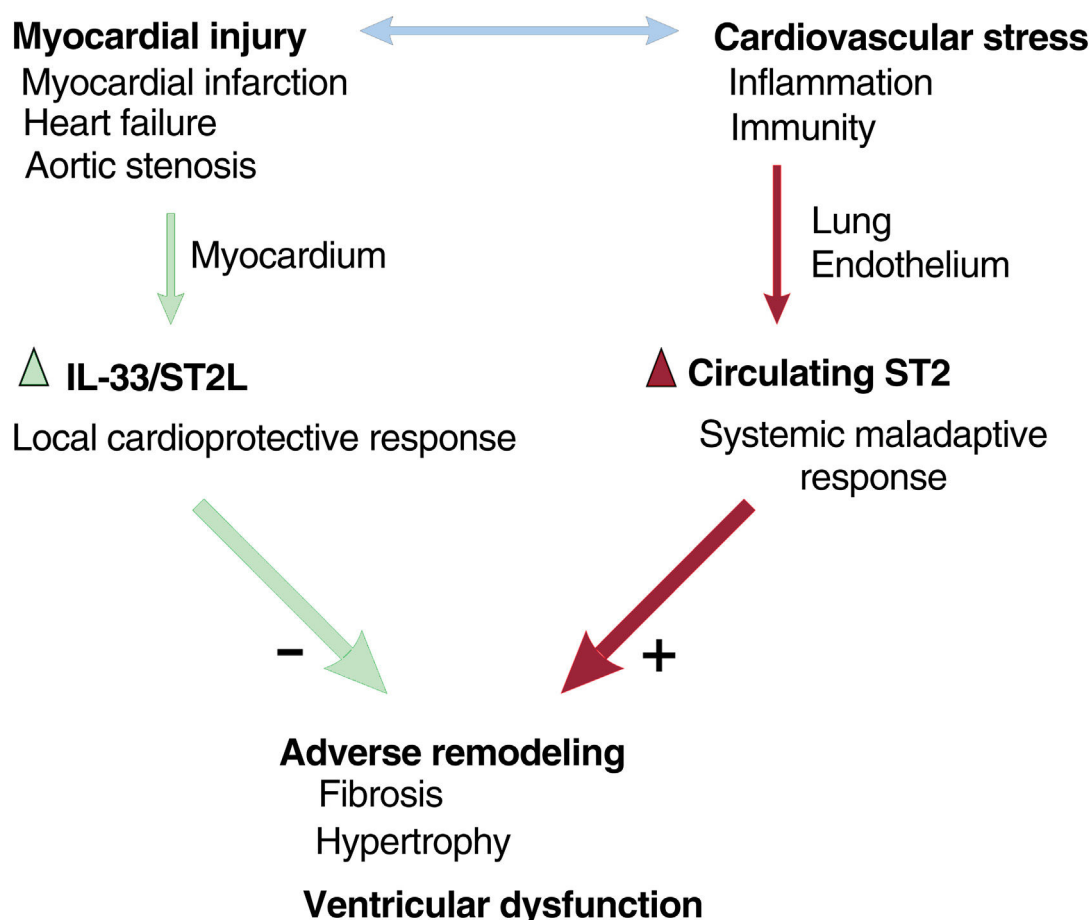 Myocardial injury
Myocardial infarction
Heart failure
Aortic stenosis
Cardiovascular stress
Inflammation
Immunity
Myocardium
Lung
Endothelium
IL-33/ST2L
Local cardioprotective response
Circulating ST2
Systemic maladaptive
response
–
+
Adverse remodeling
Fibrosis
Hypertrophy
Ventricular dysfunction